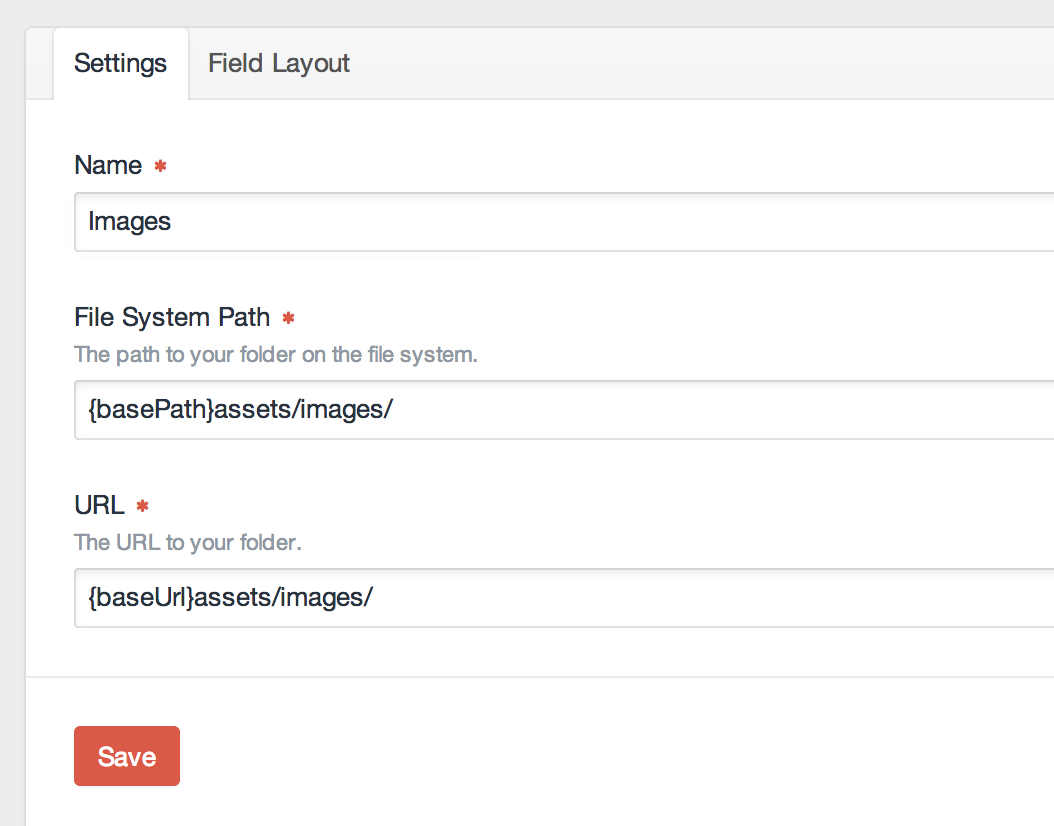 Settings Field Layout
Name *
Images
File System Path *
The path to your folder on the file system.
{basePath}assets/images/
URL *
The URL to your folder.
{baseUrl}assets/images/
Save